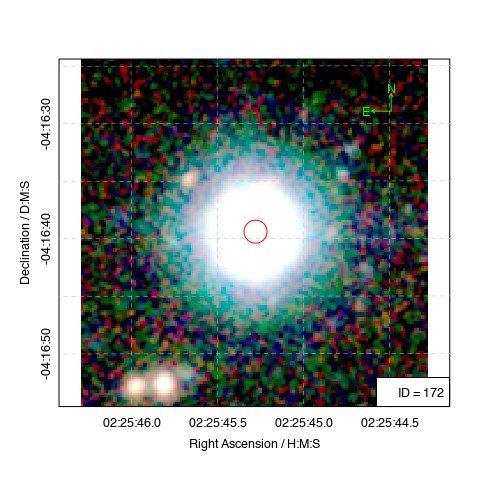 N
E
-04:16:30
-04:16:40
-04:16:50
Declination / D:M:S
ID = 172
02:25:46.0 02:25:45.5 02:25:45.0 02:25:44.5
Right Ascension / H:M:S